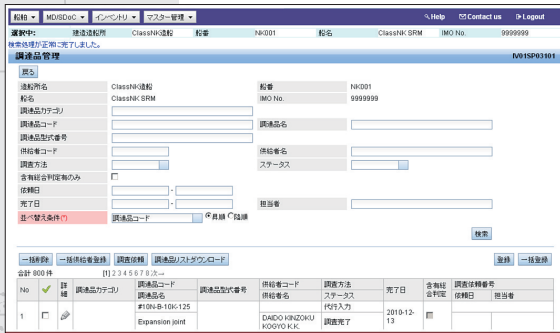 船舶 MD/SDoC インベントリ マスター管理 Help Contact us Logout
選択中: 建造造船所 ClassNK造船 船番 NK001 船名 ClassNK SRM IMO No. 9999999
検索処理が正常に完了しました。
調達品管理 IV01SP03101
戻る
造船所名 ClassNK造船 船番 NK001
船名 ClassNK SRM IMO No. 9999999
調達品カテゴリ
調達品コード 調達品名
調達品型式番号
供給者コード 供給者名
調査方法 ステータス
含有総合判定有のみ
依頼日 -
完了日 - 担当者
並べ替え条件(*) 調達品コード 昇順 降順
検索
一括削除 一括供給者登録 調査依頼 調達品リストダウンロード 登録 一括登録
合計 800 件 [1] 2 3 4 5 6 7 8 次→
No 詳細 調達品カテゴリ 調達品コード 調達品型式番号 供給者コード 調査方法 完了日 含有総合判定 調査依頼番号
調達品名 供給者名 ステータス 依頼日 担当者
1 #10N-B-10K-125 代行入力 2010-12-13
Expansion joint DAIDO KINZOKU KOGYO K.K. 調査完了